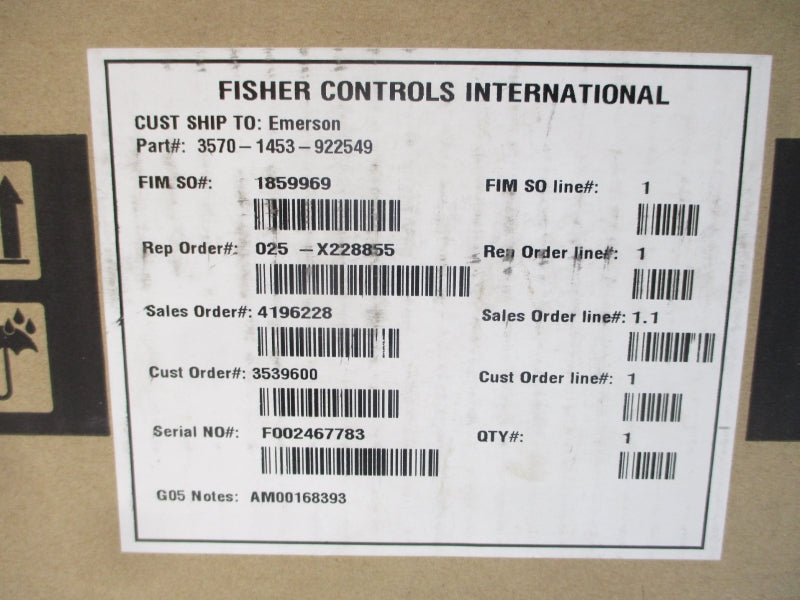 FISHER CONTROLS INTERNATIONAL
CUST SHIP TO: Emerson
Part#: 3570-1453-922549
FIM SO#: 1859969 FIM SO line#: 1
Rep Order#: 025 -X228855 Rep Order line#: 1
Sales Order#: 4196228 Sales Order line#: 1.1
Cust Order#: 3539600 Cust Order line#: 1
Serial NO#: F002467783 QTY#: 1
G05 Notes: AM00168393